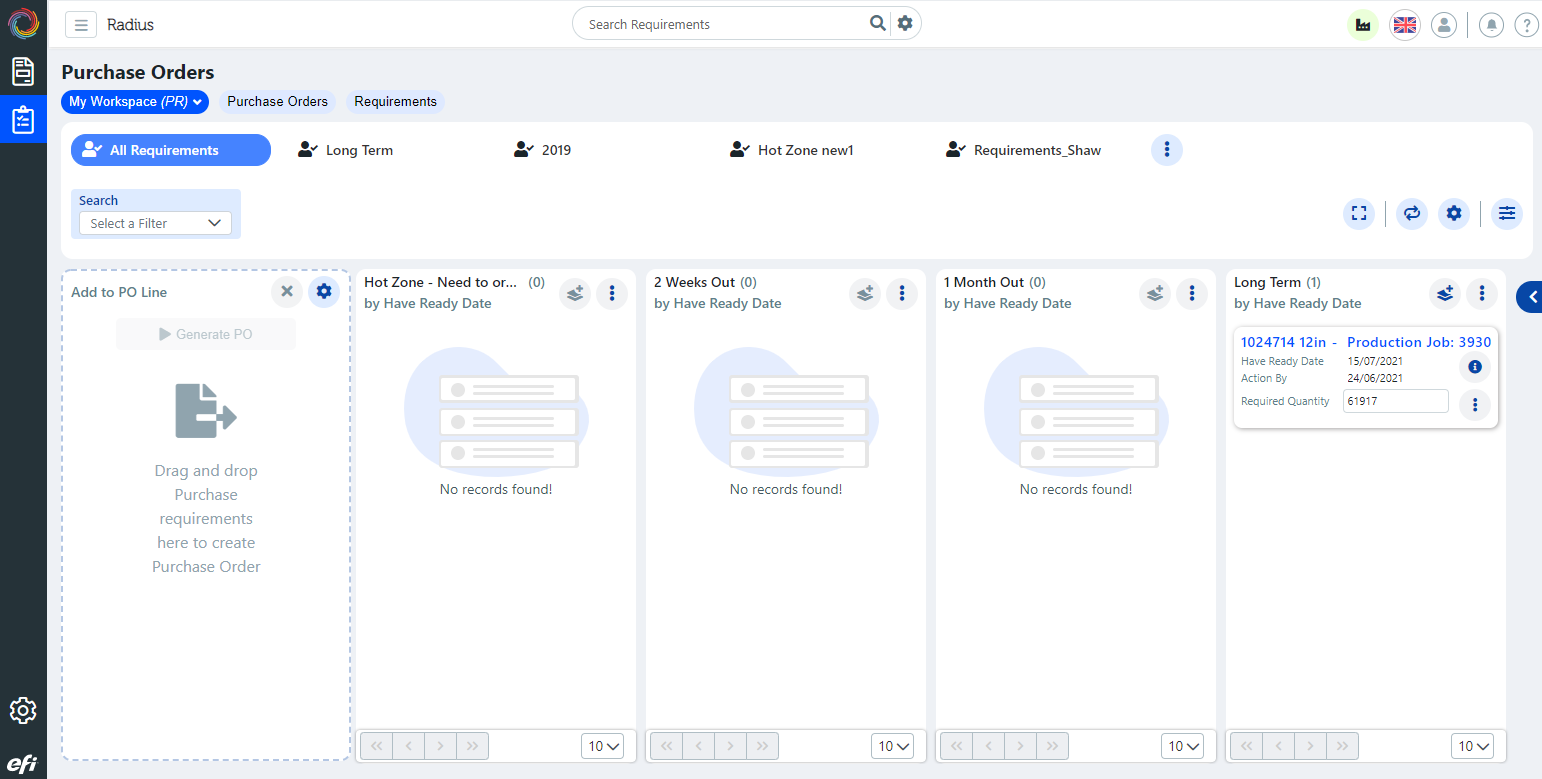 Radius
Search Requirements
?
Purchase Orders
My Workspace (PR)
Purchase Orders
Requirements
All Requirements
Long Term
2019
Hot Zone new1
Requirements_Shaw
Search
Select a Filter
Add to PO Line
Generate PO
Drag and drop
Purchase
requirements
here to create
Purchase Order
Hot Zone - Need to or... (0)
by Have Ready Date
No records found!
10
2 Weeks Out (0)
by Have Ready Date
No records found!
10
1 Month Out (0)
by Have Ready Date
No records found!
10
Long Term (1)
by Have Ready Date
1024714 12in - Production Job: 3930
Have Ready Date 15/07/2021
Action By 24/06/2021
Required Quantity 61917
10
efi